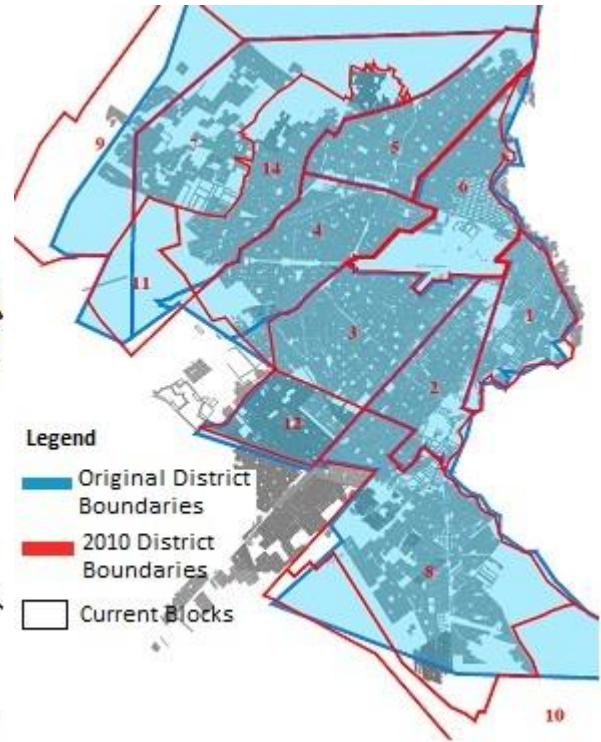 5
6
9
7
14
4
11
1
3
2
12
Legend
Original District
Boundaries
8
2010 District
Boundaries
Current Blocks
10